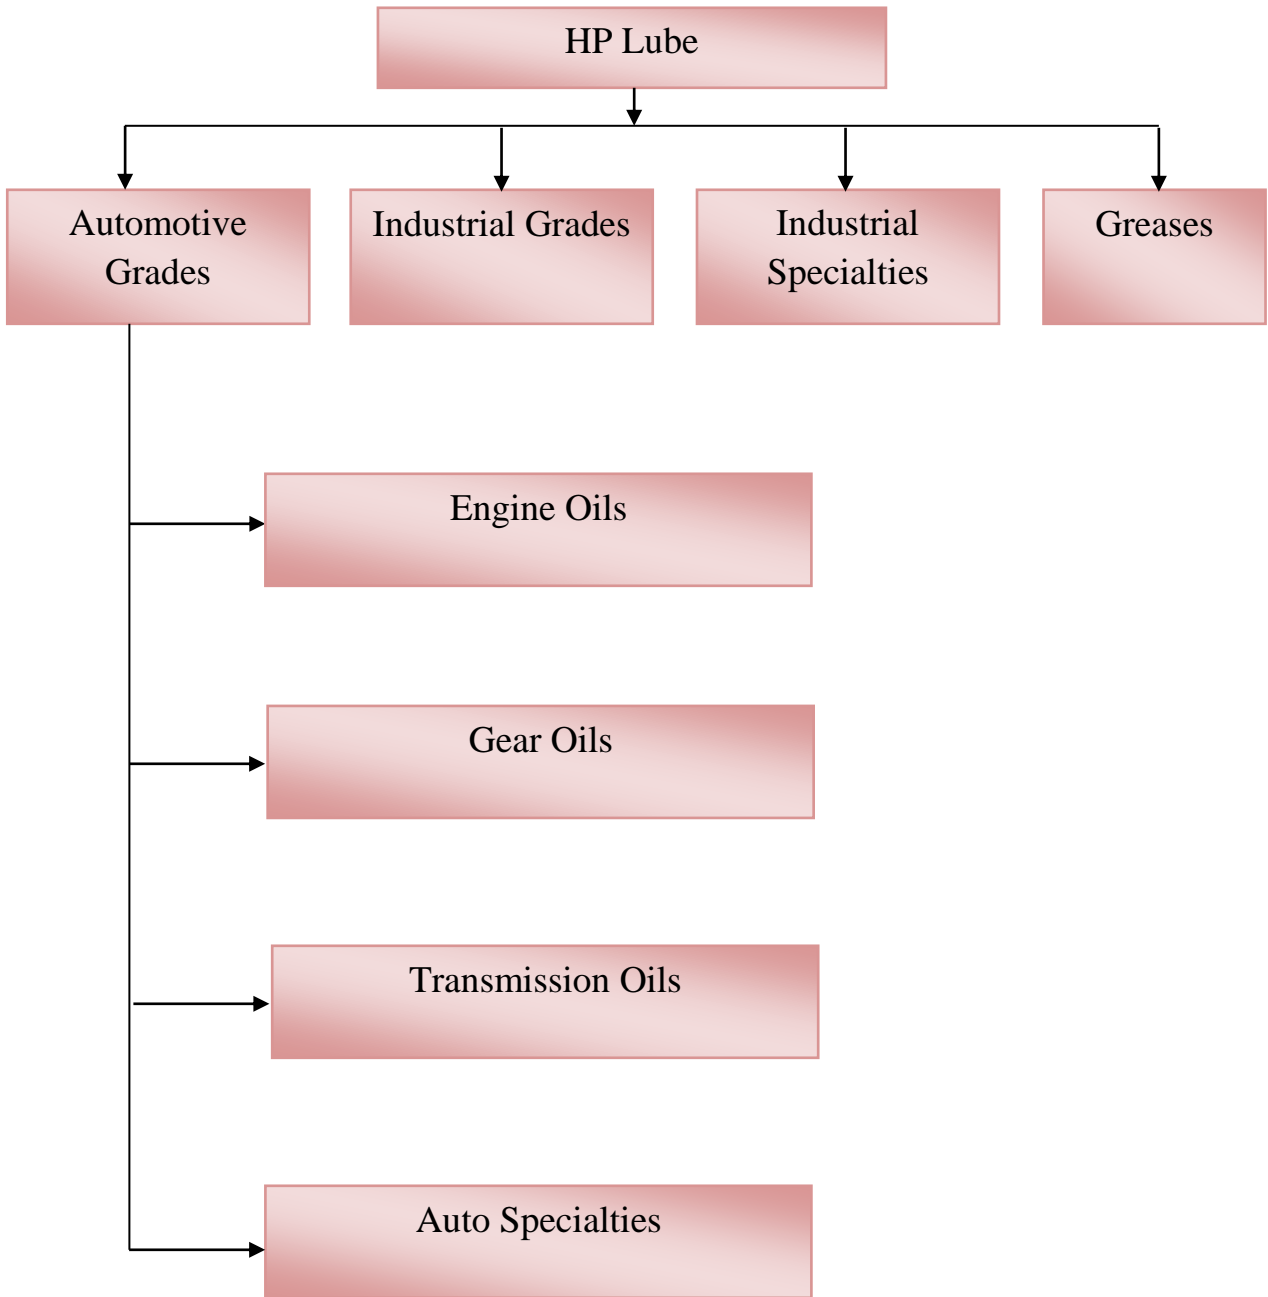 HP Lube
Automotive
Grades
Industrial Grades
Industrial
Specialties
Greases
Engine Oils
Gear Oils
Transmission Oils
Auto Specialties